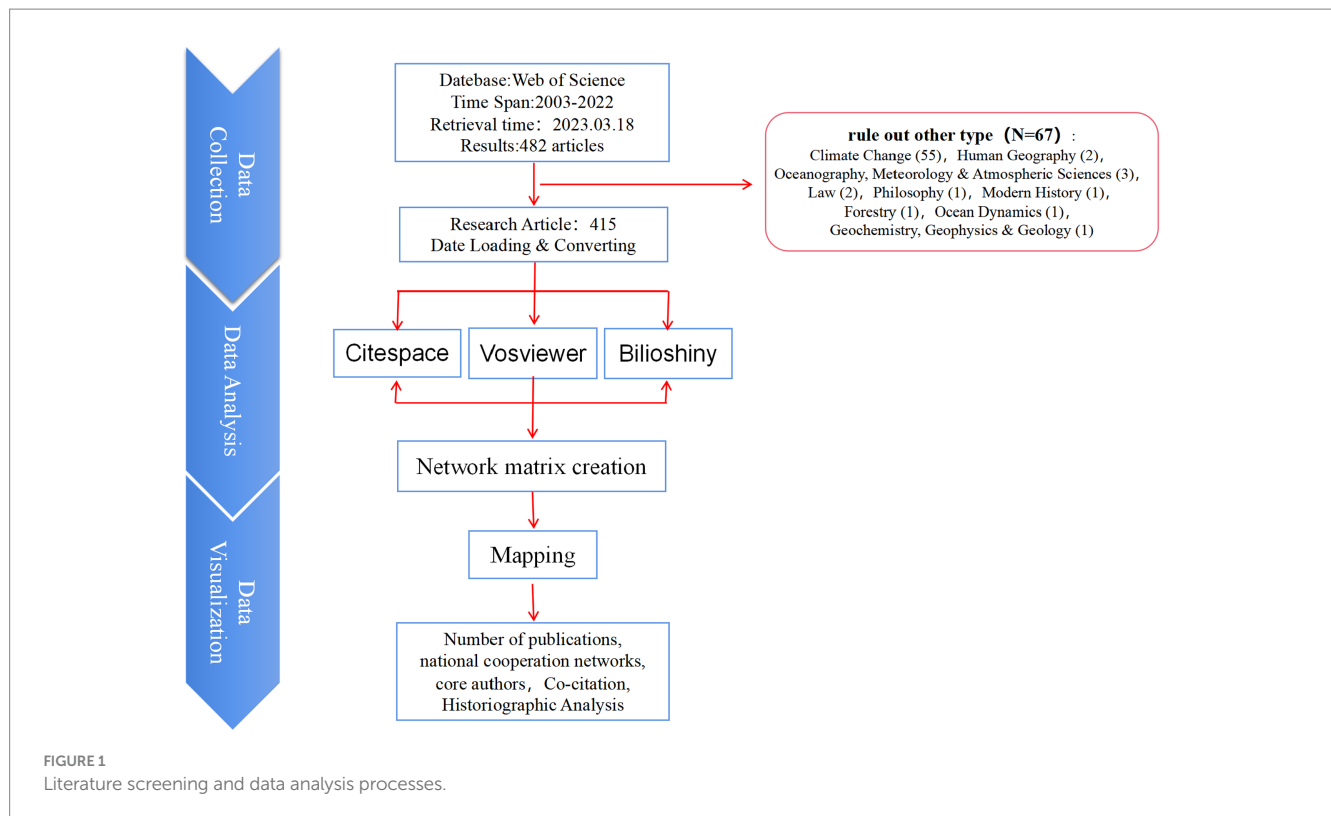 Data
Collection
Data Analysis
Data
Visualization
Datebase:Web of Science
Time Span:2003-2022
Retrieval time：2023.03.18
Results:482 articles
rule out other type（N=67）:
Climate Change (55)，Human Geography (2)，
Oceanography, Meteorology & Atmospheric Sciences (3)，
Law (2)，Philosophy (1)，Modern History (1)，
Forestry (1)，Ocean Dynamics (1)，
Geochemistry, Geophysics & Geology (1)
Research Article：415
Date Loading & Converting
Citespace
Vosviewer
Bilioshiny
Network matrix creation
Mapping
Number of publications,
national cooperation networks,
core authors，Co-citation,
Historiographic Analysis
FIGURE 1
Literature screening and data analysis processes.